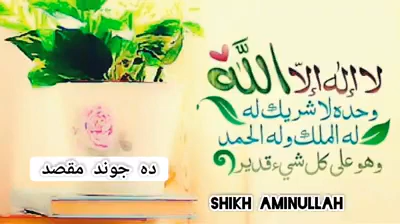 لا إله إلا الله
وحده لا شريك له
له الملك وله الحمد
وهو على كل شيء قدير
ده جوند مقصد
SHIKH AMINULLAH